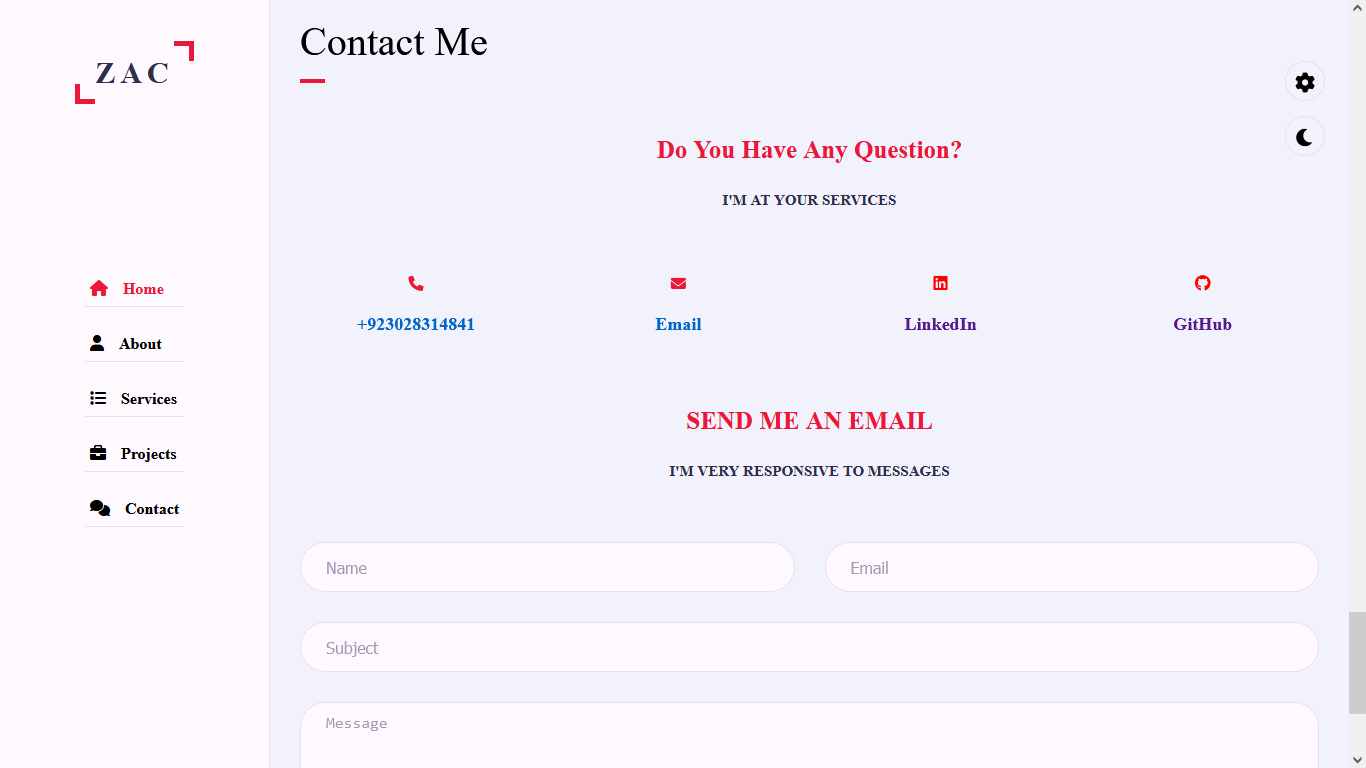 ZAC
Home
About
Services
Projects
Contact
Contact Me
Do You Have Any Question?
I'M AT YOUR SERVICES
+923028314841
Email
LinkedIn
GitHub
SEND ME AN EMAIL
I'M VERY RESPONSIVE TO MESSAGES
Name
Email
Subject
Message